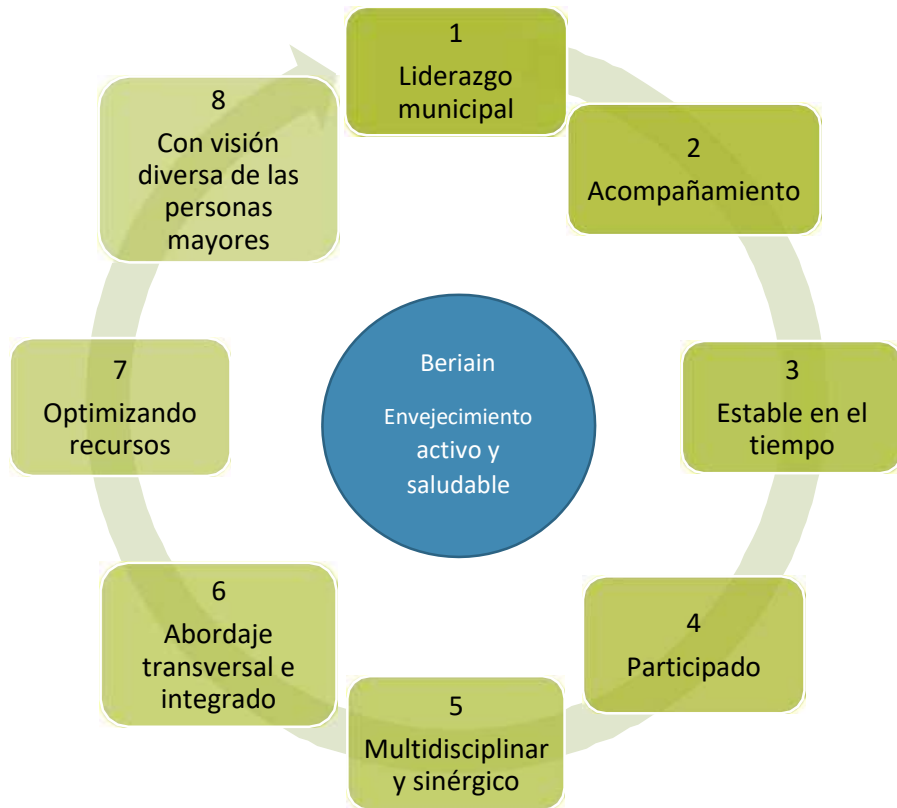 1
Liderazgo
municipal
2
Acompañamiento
3
Estable en el
tiempo
4
Participado
5
Multidisciplinar
y sinérgico
6
Abordaje
transversal e
integrado
7
Optimizando
recursos
8
Con visión
diversa de las
personas
mayores
Beriain
Envejecimiento
activo y
saludable